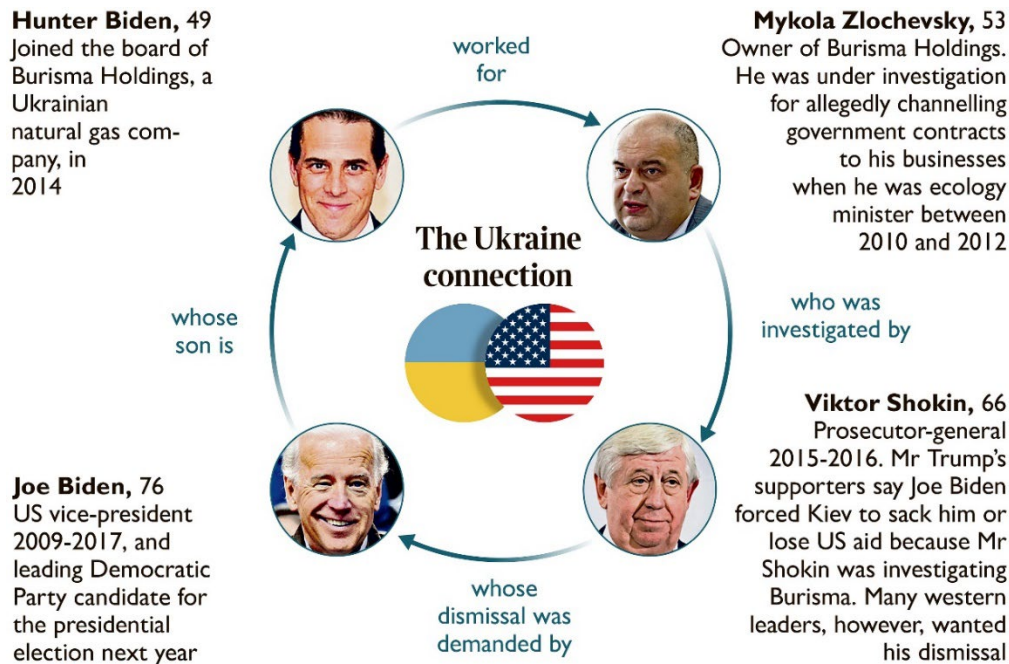 Hunter Biden, 49
Joined the board of
Burisma Holdings, a
Ukrainian
natural gas com-
pany, in
2014
worked
for
Mykola Zlochevsky, 53
Owner of Burisma Holdings.
He was under investigation
for allegedly channelling
government contracts
to his businesses
when he was ecology
minister between
2010 and 2012
The Ukraine
connection
whose
son is
who was
investigated by
Joe Biden, 76
US vice-president
2009-2017, and
leading Democratic
Party candidate for
the presidential
election next year
whose
dismissal was
demanded by
Viktor Shokin, 66
Prosecutor-general
2015-2016. Mr Trump’s
supporters say Joe Biden
forced Kiev to sack him or
lose US aid because Mr
Shokin was investigating
Burisma. Many western
leaders, however, wanted
his dismissal